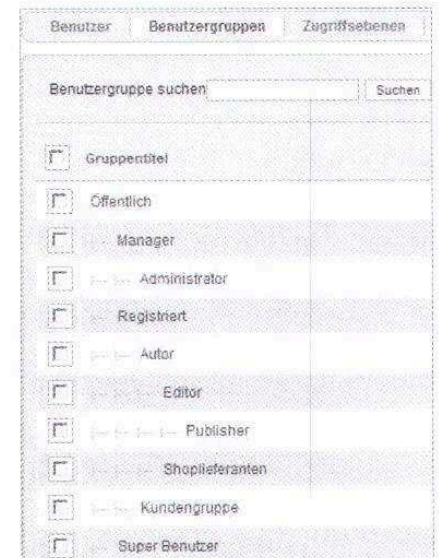 Benutzer Benutzergruppen Zugriffsebenen
Benutzergruppe suchen Suchen
Gruppentitel
Öffentlich
Manager
Administrator
Registriert
Autor
Editor
Publisher
Shoplieferanten
Kundengruppe
Super Benutzer